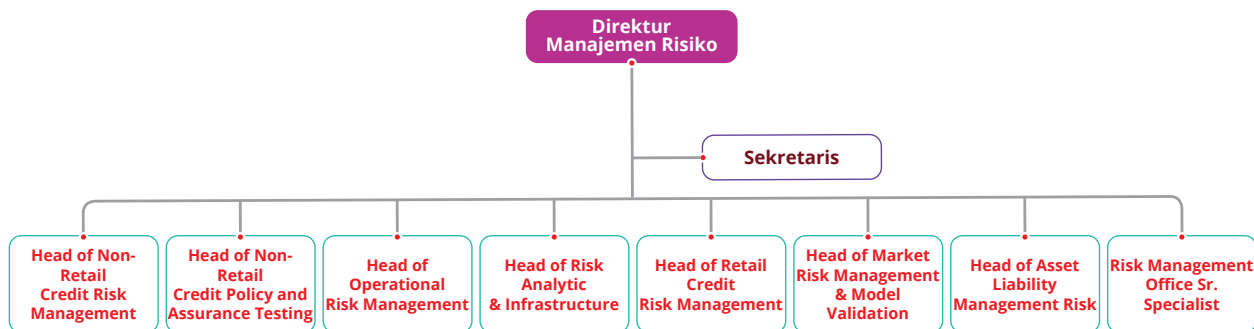 Direktur
Manajemen Risiko
Sekretaris
Head of Non-
Retail
Credit Risk
Management
Head of Non-
Retail
Credit Policy and
Assurance Testing
Head of
Operational
Risk Management
Head of Risk
Analytic
& Infrastructure
Head of Retail
Credit
Risk Management
Head of Market
Risk Management
& Model
Validation
Head of Asset
Liability
Management Risk
Risk Management
Office Sr.
Specialist